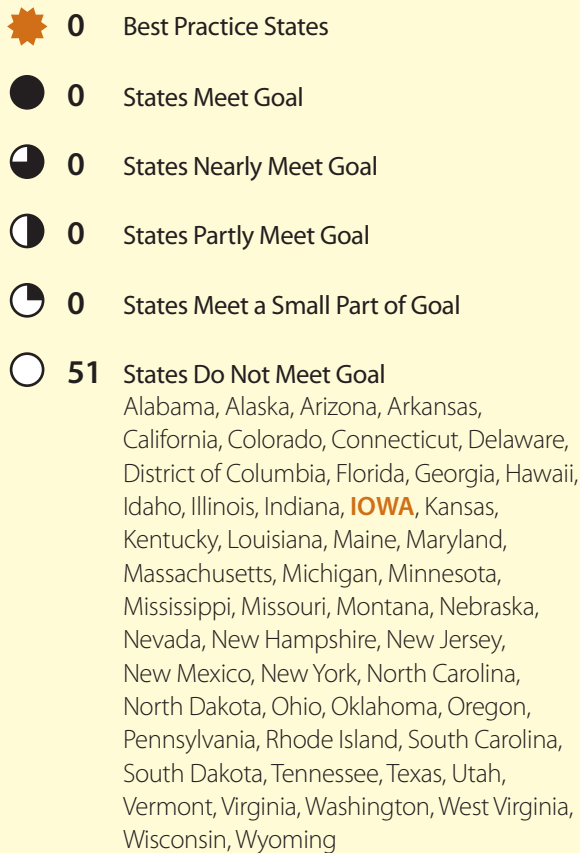 0 Best Practice States
0 States Meet Goal
0 States Nearly Meet Goal
0 States Partly Meet Goal
0 States Meet a Small Part of Goal
51 States Do Not Meet Goal
Alabama, Alaska, Arizona, Arkansas,
California, Colorado, Connecticut, Delaware,
District of Columbia, Florida, Georgia, Hawaii,
Idaho, Illinois, Indiana, IOWA, Kansas,
Kentucky, Louisiana, Maine, Maryland,
Massachusetts, Michigan, Minnesota,
Mississippi, Missouri, Montana, Nebraska,
Nevada, New Hampshire, New Jersey,
New Mexico, New York, North Carolina,
North Dakota, Ohio, Oklahoma, Oregon,
Pennsylvania, Rhode Island, South Carolina,
South Dakota, Tennessee, Texas, Utah,
Vermont, Virginia, Washington, West Virginia,
Wisconsin, Wyoming